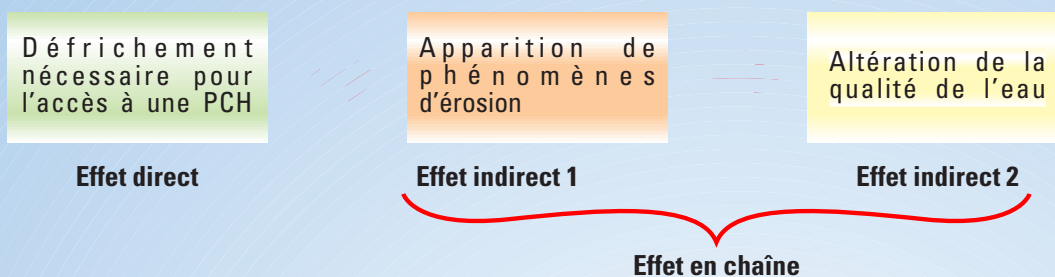 Défrichement
nécessaire pour
l'accès à une PCH
Apparition de
phénomènes
d'érosion
Altération de la
qualité de l'eau
Effet direct
Effet indirect 1
Effet indirect 2
Effet en chaîne